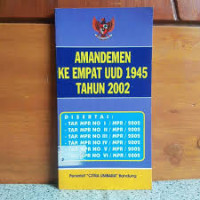 AMANDEMEN
KE EMPAT UUD 1945
TAHUN 2002
DISERTAI:
- TAP MPR NO I / MPR / 2002
- TAP MPR NO II / MPR / 2002
- TAP MPR NO III / MPR / 2002
- TAP MPR NO IV / MPR / 2002
- TAP MPR NO V / MPR / 2002
- TAP MPR NO VI / MPR / 2002
Penerbit "CITRA UMBARA" Bandung